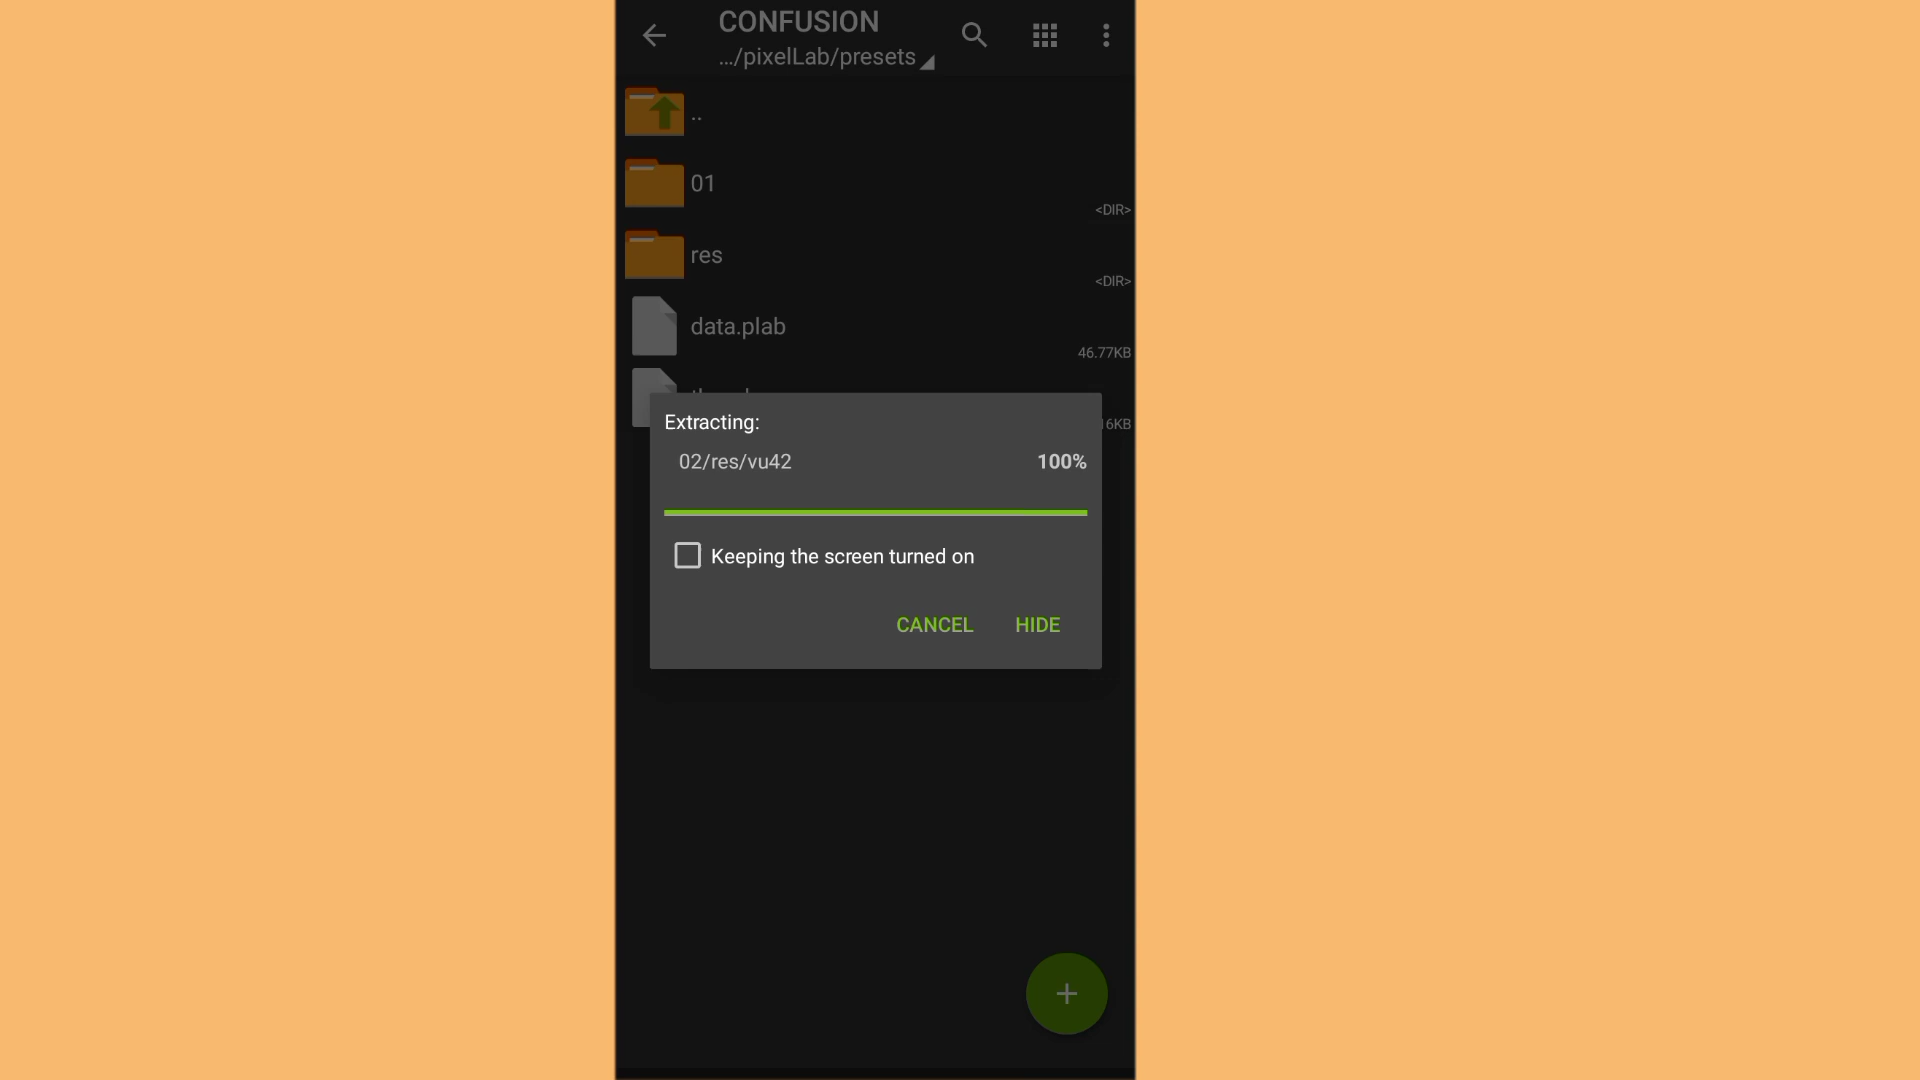 CONFUSION
.../pixelLab/presets
..
01
<DIR>
res
<DIR>
data.plab
46.77KB
16KB
Extracting:
02/res/vu42
100%
Keeping the screen turned on
CANCEL
HIDE